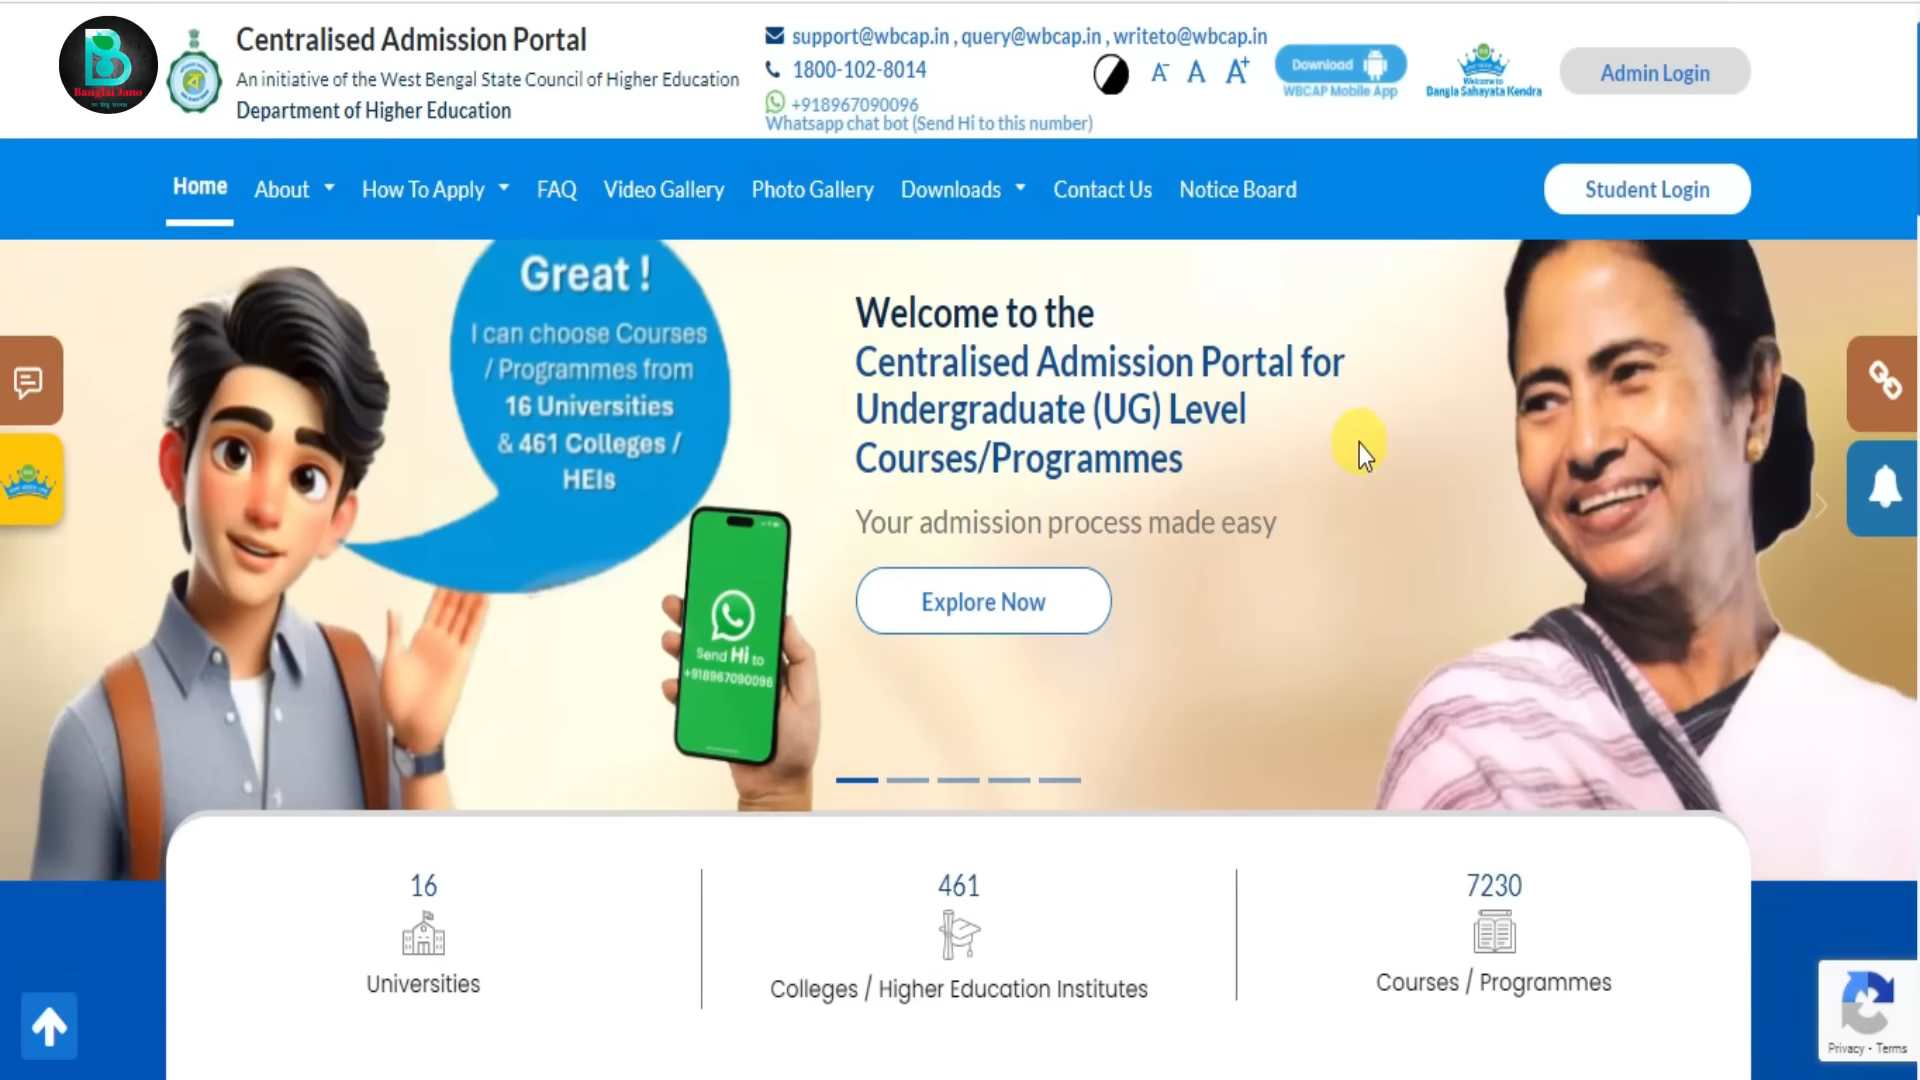 Banglai Jano
Centralised Admission Portal
An initiative of the West Bengal State Council of Higher Education
Department of Higher Education
support@wbcap.in , query@wbcap.in , writeto@wbcap.in
1800-102-8014
+918967090096
Whatsapp chat bot (Send Hi to this number)
A- A A+
Download
WBCAP Mobile App
Welcome to
Bangla Sahayata Kendra
Admin Login
Home About How To Apply FAQ Video Gallery Photo Gallery Downloads Contact Us Notice Board
Student Login
Great !
I can choose Courses
/ Programmes from
16 Universities
& 461 Colleges /
HEIs
Send Hi to
+918967090096
Welcome to the
Centralised Admission Portal for
Undergraduate (UG) Level
Courses/Programmes
Your admission process made easy
Explore Now
16
Universities
461
Colleges / Higher Education Institutes
7230
Courses / Programmes
Privacy - Terms